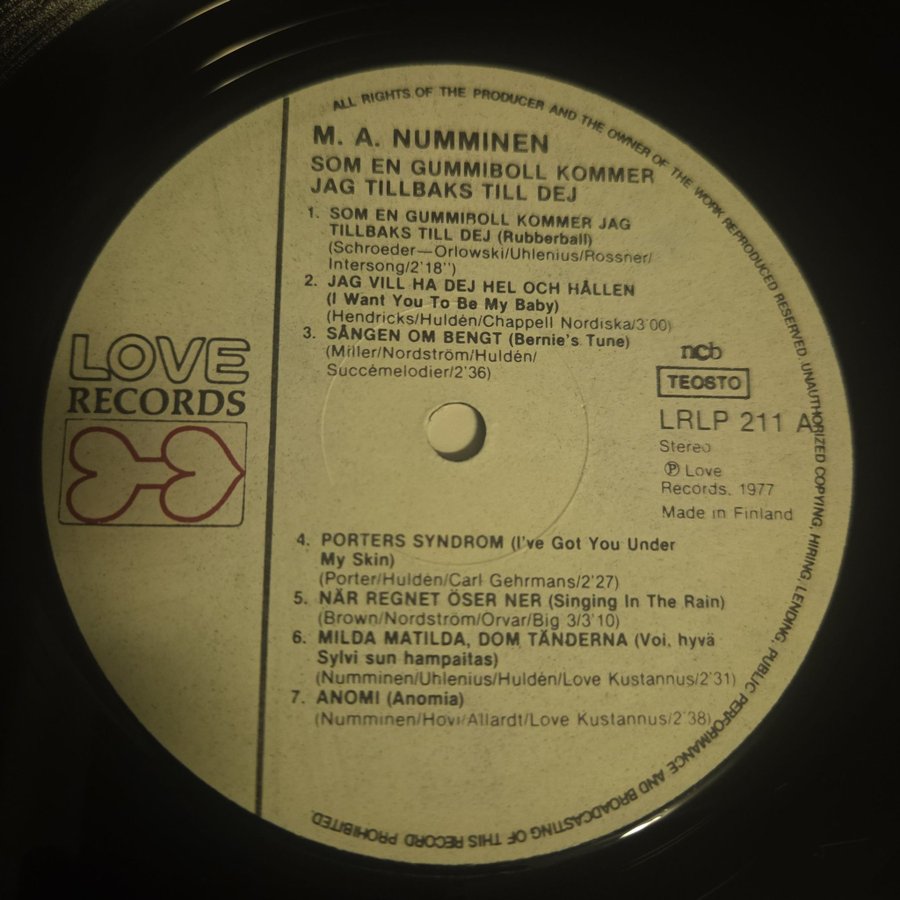 ALL RIGHTS OF THE PRODUCER AND THE OWNER OF THE WORK REPRODUCED RESERVED. UNAUTHORIZED COPYING, HIRING, LENDING, PUBLIC PERFORMANCE AND BROADCASTING OF THIS RECORD PROHIBITED.
M. A. NUMMINEN
SOM EN GUMMIBOLL KOMMER
JAG TILLBAKS TILL DEJ
1. SOM EN GUMMIBOLL KOMMER JAG
TILLBAKS TILL DEJ (Rubberball)
(Schroeder—Orlowski/Uhlenius/Rossner/
Intersong/2'18'')
2. JAG VILL HA DEJ HEL OCH HÅLLEN
(I Want You To Be My Baby)
(Hendricks/Huldén/Chappell Nordiska/3'00)
3. SÅNGEN OM BENGT (Bernie's Tune)
(Miller/Nordström/Huldén/
Succémelodier/2'36)
LOVE
RECORDS
ncb
TEOSTO
LRLP 211 A
Stereo
Ⓟ Love
Records, 1977
Made in Finland
4. PORTERS SYNDROM (I've Got You Under
My Skin)
(Porter/Huldén/Carl Gehrmans/2'27)
5. NÄR REGNET ÖSER NER (Singing In The Rain)
(Brown/Nordström/Orvar/Big 3/3'10)
6. MILDA MATILDA, DOM TÄNDERNA (Voi, hyvä
Sylvi sun hampaitas)
(Numminen/Uhlenius/Huldén/Love Kustannus/2'31)
7. ANOMI (Anomia)
(Numminen/Hovi/Allardt/Love Kustannus/2'38)